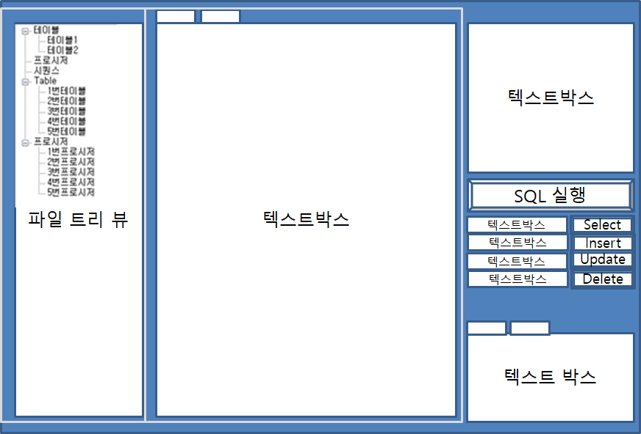 테이블
테이블1
테이블2
프로시저
시퀀스
Table
1번테이블
2번테이블
3번테이블
4번테이블
5번테이블
프로시저
1번프로시저
2번프로시저
3번프로시저
4번프로시저
5번프로시저
파일 트리 뷰
텍스트박스
텍스트박스
SQL 실행
텍스트박스 Select
텍스트박스 Insert
텍스트박스 Update
텍스트박스 Delete
텍스트 박스